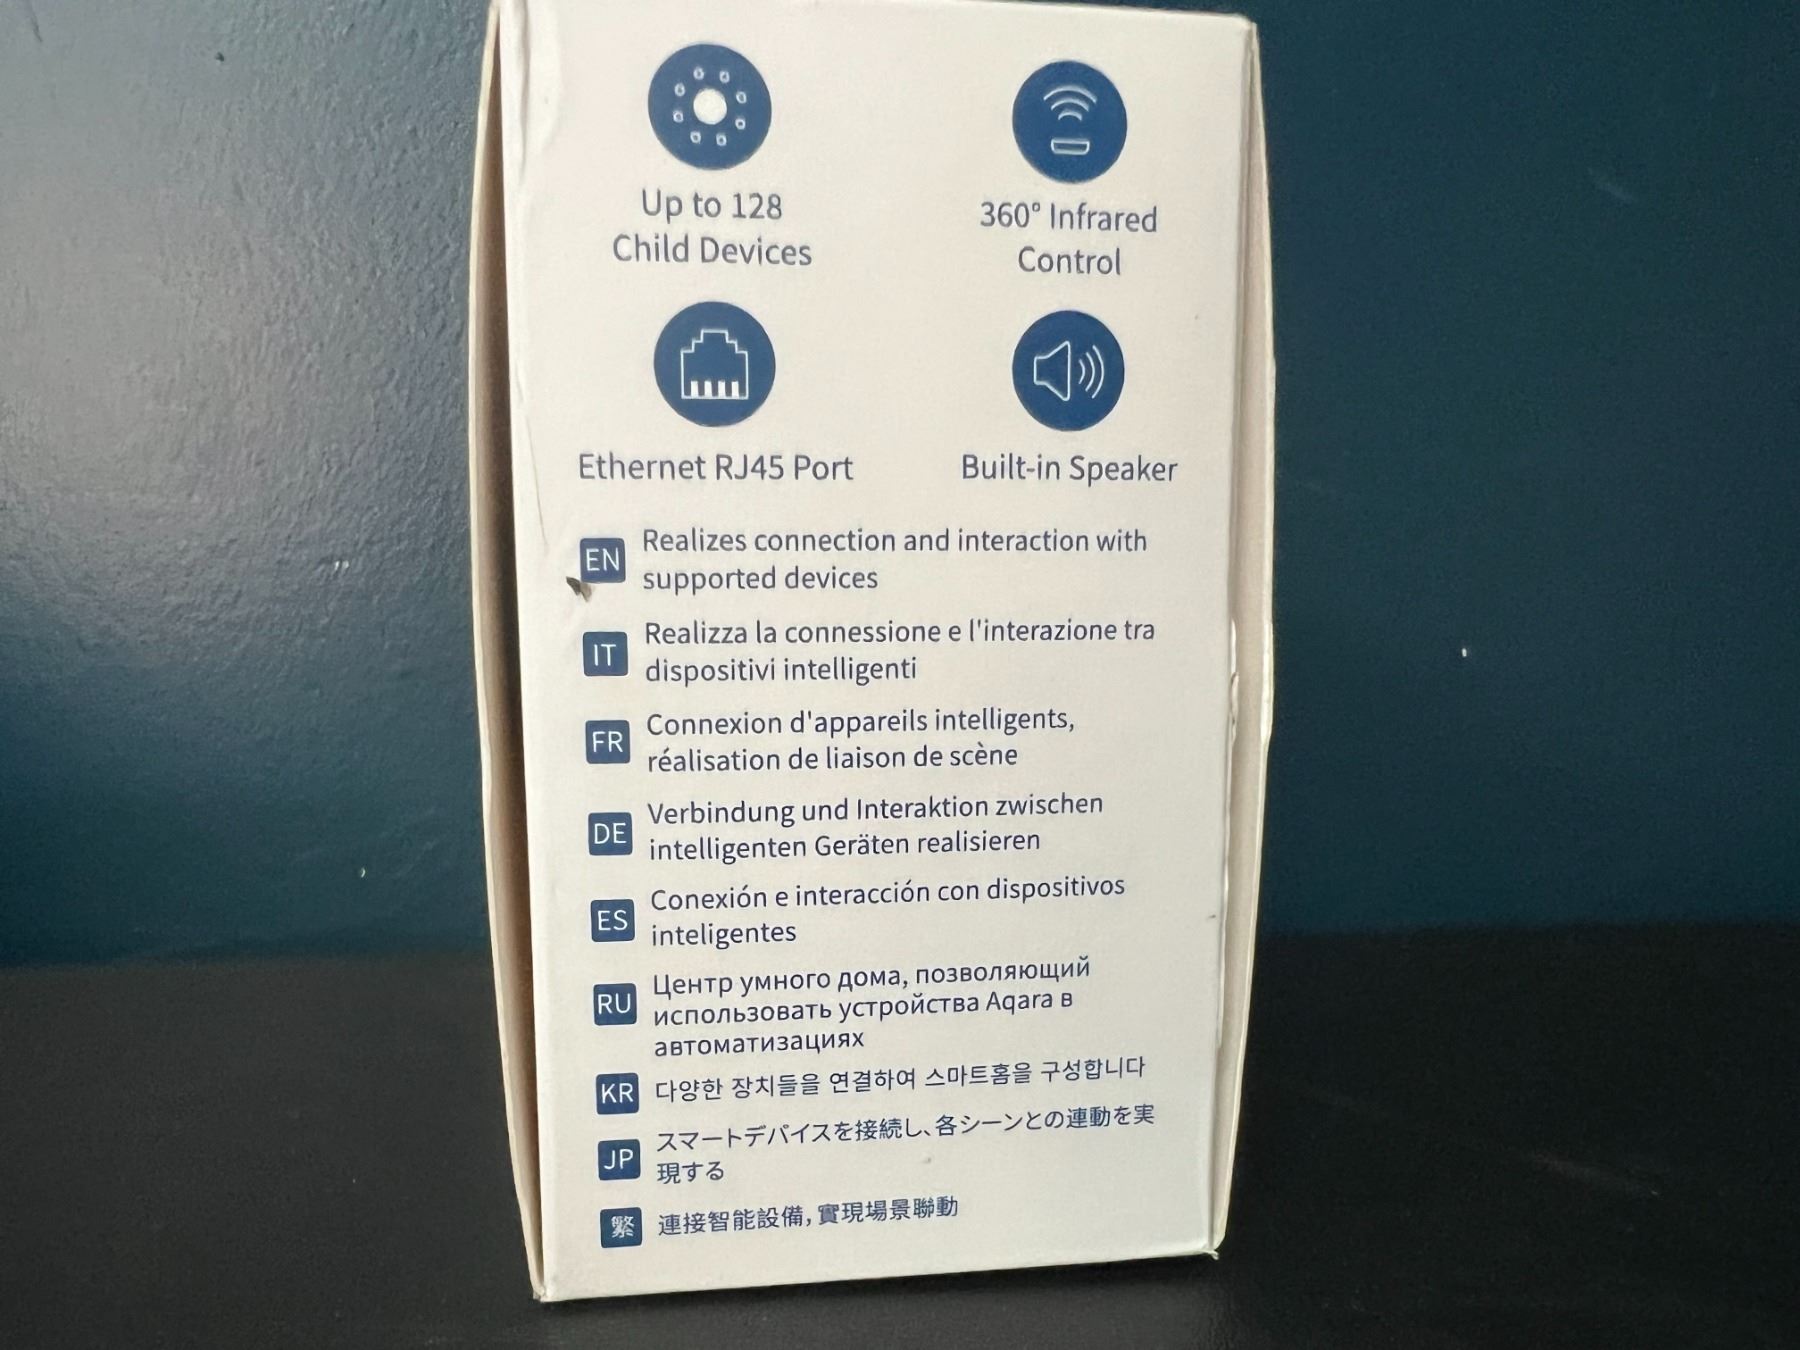 Up to 128
Child Devices
360° Infrared
Control
Ethernet RJ45 Port
Built-in Speaker
EN Realizes connection and interaction with
supported devices
IT Realizza la connessione e l'interazione tra
dispositivi intelligenti
FR Connexion d'appareils intelligents,
réalisation de liaison de scène
DE Verbindung und Interaktion zwischen
intelligenten Geräten realisieren
ES Conexión e interacción con dispositivos
inteligentes
RU Центр умного дома, позволяющий
использовать устройства Aqara в
автоматизациях
KR 다양한 장치들을 연결하여 스마트홈을 구성합니다
JP スマートデバイスを接続し、各シーンとの連動を実
現する
繁 連接智能設備,實現場景聯動